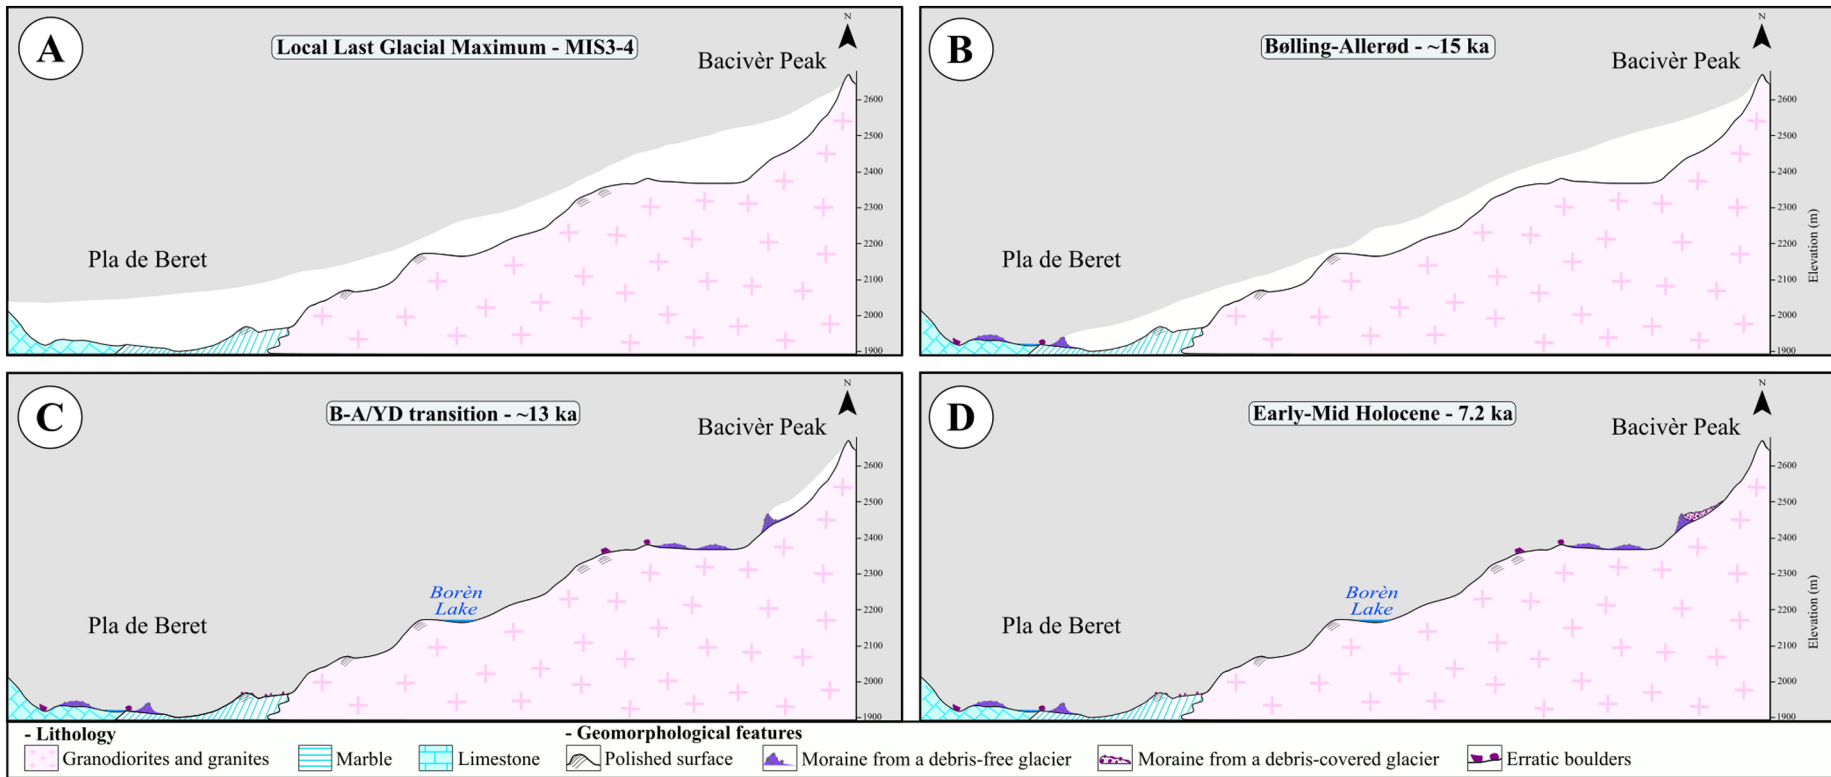 A
Local Last Glacial Maximum - MIS3-4
N
Bacivèr Peak
Pla de Beret
2600
2500
2400
2300
2200
2100
2000
1900
B
Bølling-Allerød - ~15 ka
N
Bacivèr Peak
Pla de Beret
2600
2500
2400
2300
2200
2100
2000
1900
Elevation (m)
C
B-A/YD transition - ~13 ka
N
Bacivèr Peak
Borèn
Lake
Pla de Beret
2600
2500
2400
2300
2200
2100
2000
1900
D
Early-Mid Holocene - 7.2 ka
N
Bacivèr Peak
Borèn
Lake
Pla de Beret
2600
2500
2400
2300
2200
2100
2000
1900
Elevation (m)
- Lithology
Granodiorites and granites
Marble
Limestone
- Geomorphological features
Polished surface
Moraine from a debris-free glacier
Moraine from a debris-covered glacier
Erratic boulders